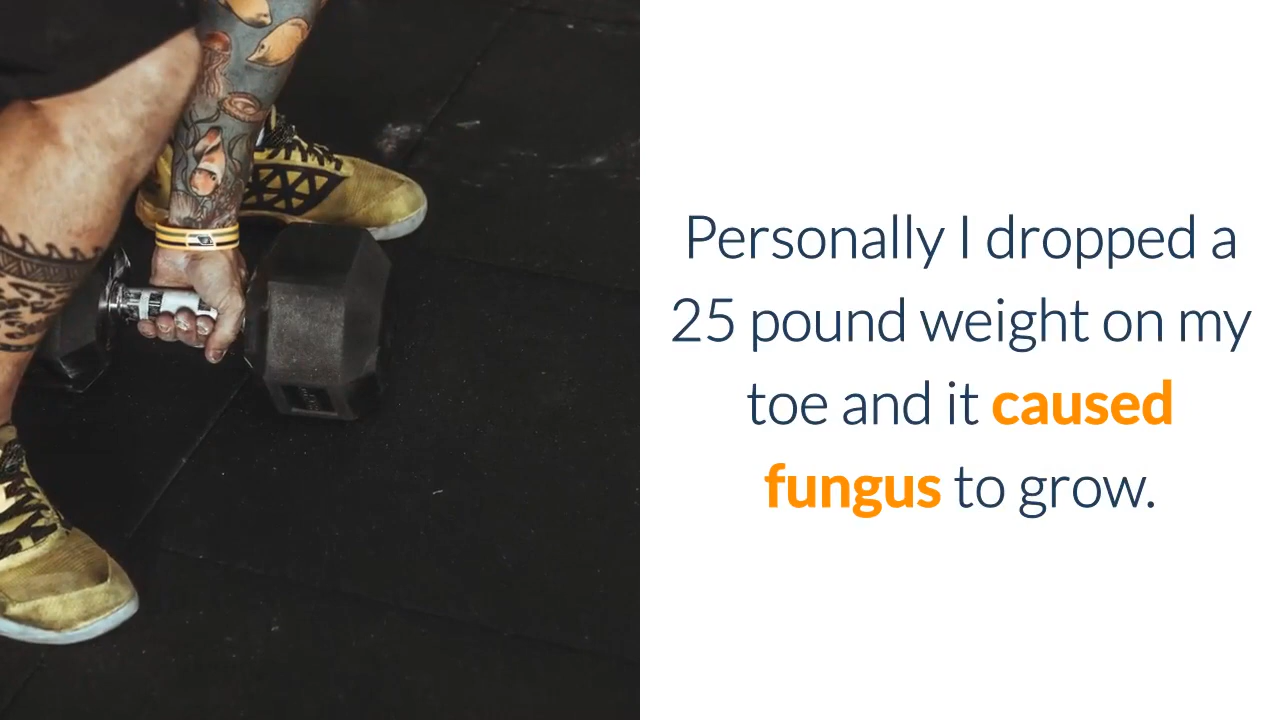 Personally I dropped a
25 pound weight on my
toe and it caused
fungus to grow.